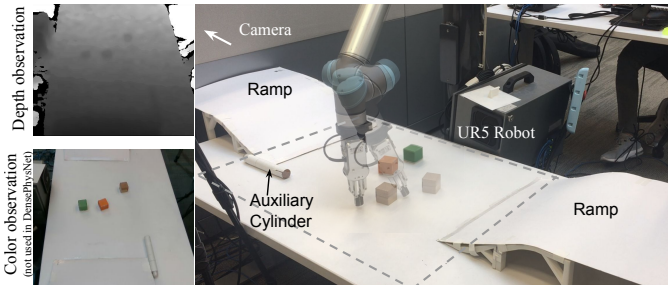 Depth observation
Color observation
(not used in DensePhysNet)
Camera
Ramp
UR5 Robot
Auxiliary
Cylinder
Ramp